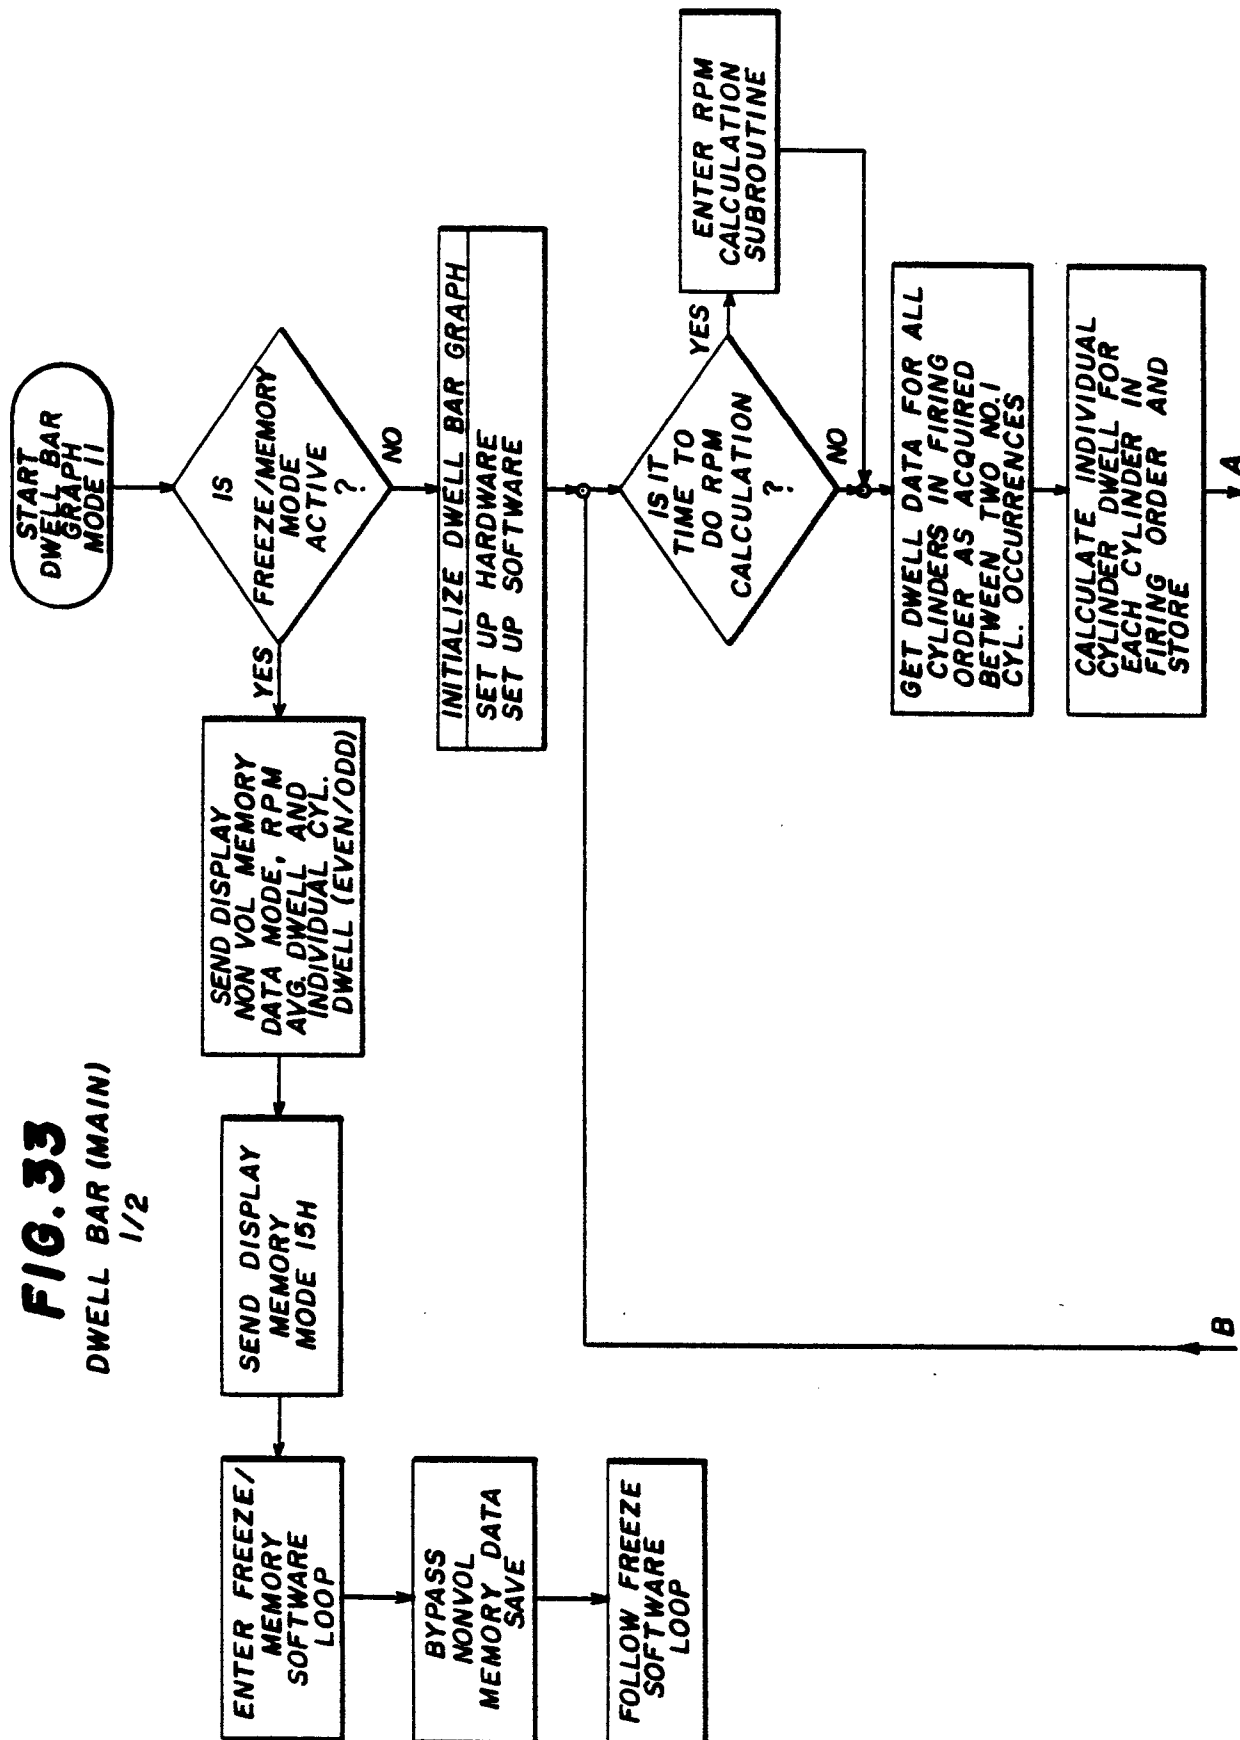 FIG. 33
DWELL BAR (MAIN)
1/2
START
DWELL BAR
GRAPH
MODE 11
IS
FREEZE/MEMORY
MODE
ACTIVE
?
YES
NO
SEND DISPLAY
NON VOL MEMORY
DATA MODE, RPM
AVG. DWELL AND
INDIVIDUAL CYL.
DWELL (EVEN/ODD)
SEND DISPLAY
MEMORY
MODE 15H
ENTER FREEZE/
MEMORY
SOFTWARE
LOOP
BYPASS
NONVOL
MEMORY DATA
SAVE
FOLLOW FREEZE
SOFTWARE
LOOP
INITIALIZE DWELL BAR GRAPH
SET UP HARDWARE
SET UP SOFTWARE
IS IT
TIME TO
DO RPM
CALCULATION
?
YES
NO
ENTER RPM
CALCULATION
SUBROUTINE
GET DWELL DATA FOR ALL
CYLINDERS IN FIRING
ORDER AS ACQUIRED
BETWEEN TWO NO.1
CYL. OCCURRENCES
CALCULATE INDIVIDUAL
CYLINDER DWELL FOR
EACH CYLINDER IN
FIRING ORDER AND
STORE
A
B